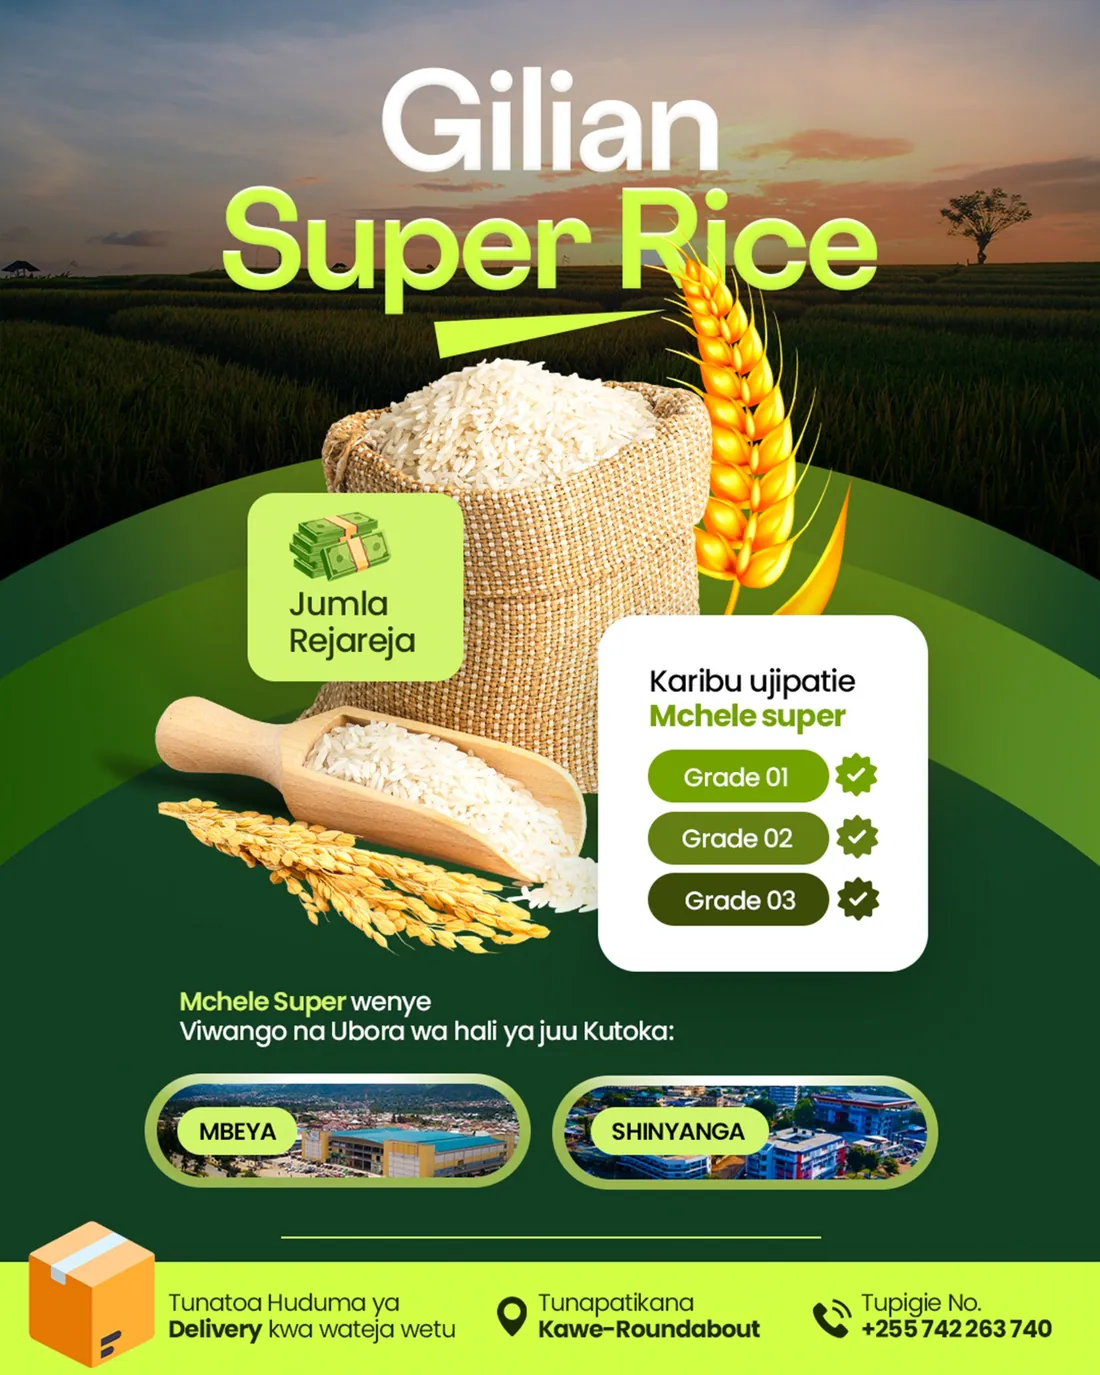 Gilian
Super Rice
Jumla
Rejareja
Karibu ujipatie
Mchele super
Grade 01
Grade 02
Grade 03
Mchele Super wenye
Viwango na Ubora wa hali ya juu Kutoka:
MBEYA
SHINYANGA
Tunatoa Huduma ya
Delivery kwa wateja wetu
Tunapatikana
Kawe-Roundabout
Tupigie No.
+255 742 263 740